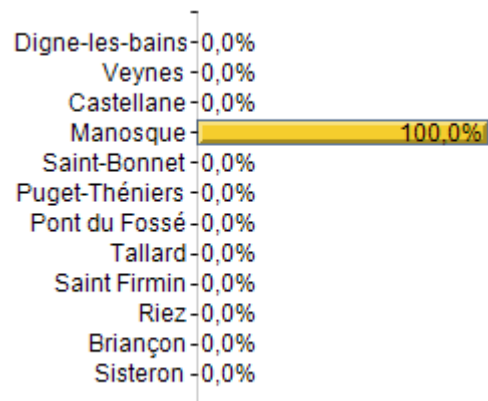 Digne-les-bains 0,0%
Veynes 0,0%
Castellane 0,0%
Manosque 100,0%
Saint-Bonnet 0,0%
Puget-Théniers 0,0%
Pont du Fossé 0,0%
Tallard 0,0%
Saint Firmin 0,0%
Riez 0,0%
Briançon 0,0%
Sisteron 0,0%